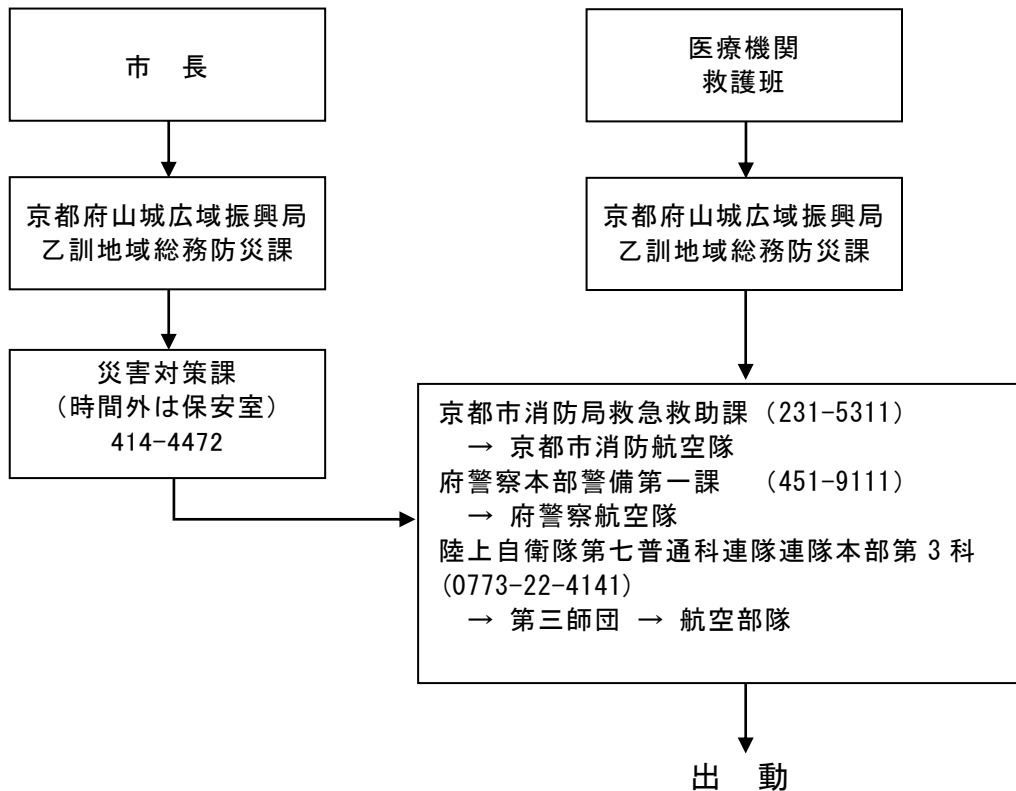 市 長
京都府山城広域振興局
乙訓地域総務防災課
災害対策課
（時間外は保安室）
414-4472
医療機関
救護班
京都府山城広域振興局
乙訓地域総務防災課
京都市消防局救急救助課（231-5311）
→ 京都市消防航空隊
府警察本部警備第一課 （451-9111）
→ 府警察航空隊
陸上自衛隊第七普通科連隊連隊本部第3科
(0773-22-4141)
→ 第三師団 → 航空部隊
出 動